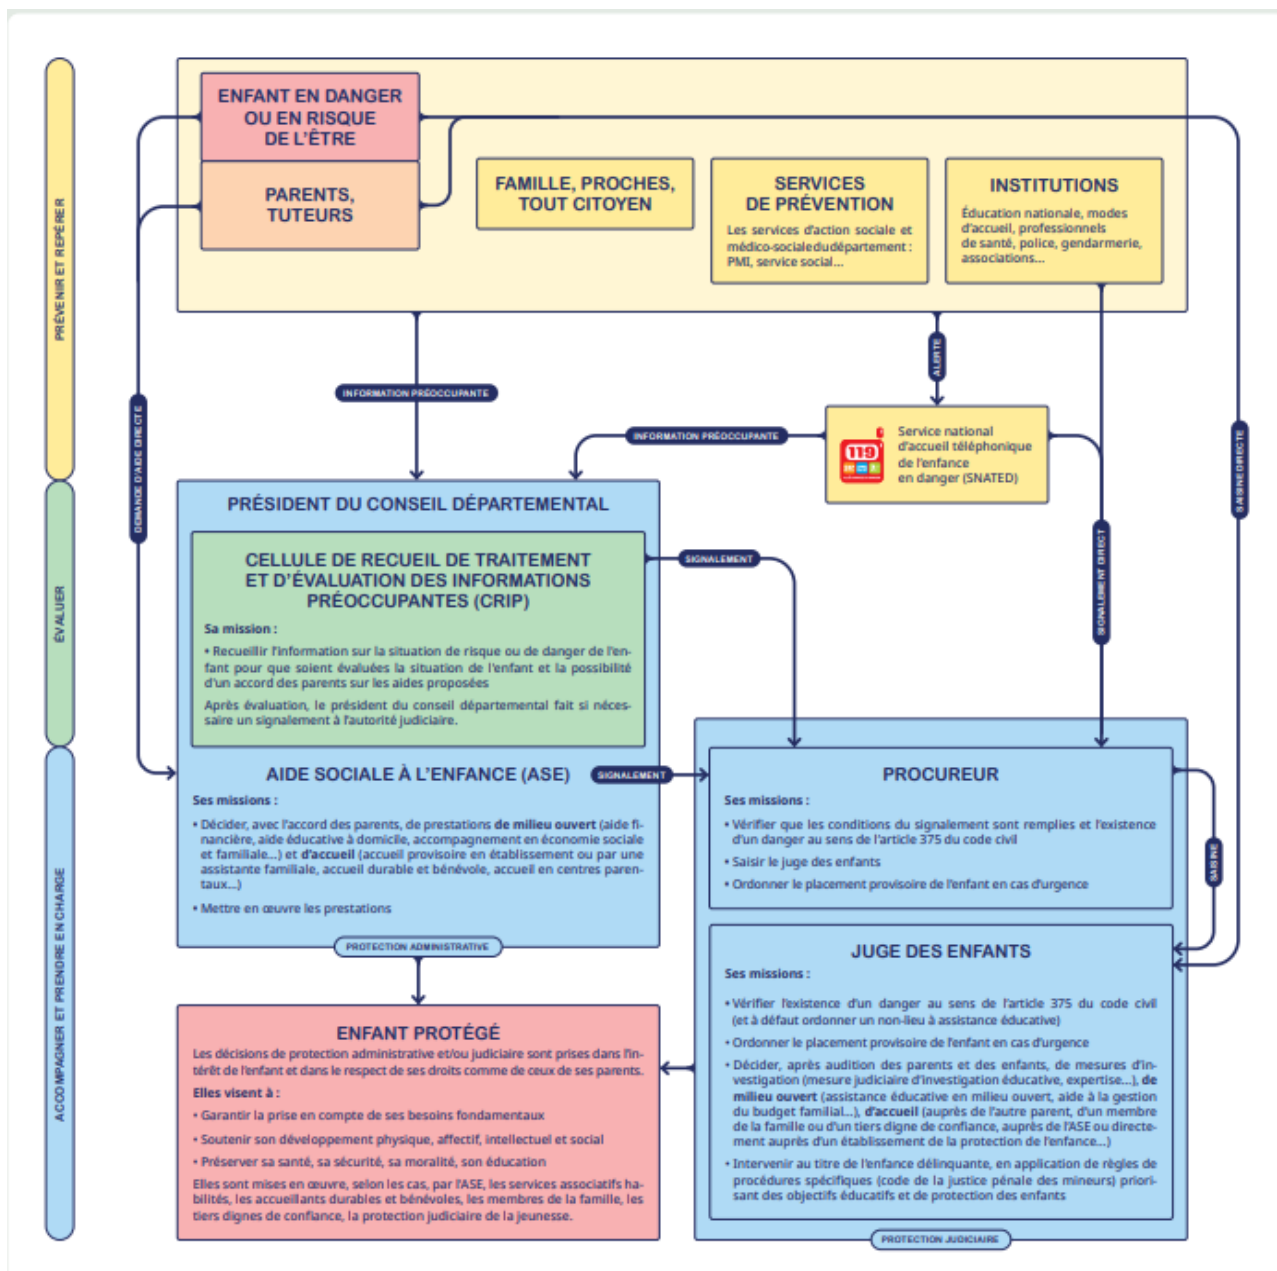 PRÉVENIR ET REPÉRER
ÉVALUER
ACCOMPAGNER ET PRENDRE EN CHARGE
ENFANT EN DANGER
OU EN RISQUE
DE L'ÊTRE
PARENTS,
TUTEURS
FAMILLE, PROCHES,
TOUT CITOYEN
SERVICES
DE PRÉVENTION
Les services d'action sociale et
médico-sociale du département :
PMI, service social...
INSTITUTIONS
Éducation nationale, modes
d'accueil, professionnels
de santé, police, gendarmerie,
associations...
DEMANDE D'AIDE DIRECTE
INFORMATION PRÉOCCUPANTE
ALERTE
INFORMATION PRÉOCCUPANTE
119
Service national
d'accueil téléphonique
de l'enfance
en danger (SNATED)
SAISINE DIRECTE
SIGNALEMENT DIRECT
PRÉSIDENT DU CONSEIL DÉPARTEMENTAL
CELLULE DE RECUEIL DE TRAITEMENT
ET D'ÉVALUATION DES INFORMATIONS
PRÉOCCUPANTES (CRIP)
Sa mission :
• Recueillir l'information sur la situation de risque ou de danger de l'en-
fant pour que soient évaluées la situation de l'enfant et la possibilité
d'un accord des parents sur les aides proposées
Après évaluation, le président du conseil départemental fait si néces-
saire un signalement à l'autorité judiciaire.
SIGNALEMENT
AIDE SOCIALE À L'ENFANCE (ASE)
SIGNALEMENT
Ses missions :
• Décider, avec l'accord des parents, de prestations de milieu ouvert (aide fi-
nancière, aide éducative à domicile, accompagnement en économie sociale
et familiale...) et d'accueil (accueil provisoire en établissement ou par une
assistante familiale, accueil durable et bénévole, accueil en centres paren-
taux...)
• Mettre en œuvre les prestations
PROTECTION ADMINISTRATIVE
PROCUREUR
Ses missions :
• Vérifier que les conditions du signalement sont remplies et l'existence
d'un danger au sens de l'article 375 du code civil
• Saisir le juge des enfants
• Ordonner le placement provisoire de l'enfant en cas d'urgence
SAISINE
JUGE DES ENFANTS
Ses missions :
• Vérifier l'existence d'un danger au sens de l'article 375 du code civil
(et à défaut ordonner un non-lieu à assistance éducative)
• Ordonner le placement provisoire de l'enfant en cas d'urgence
• Décider, après audition des parents et des enfants, de mesures d'in-
vestigation (mesure judiciaire d'investigation éducative, expertise...), de
milieu ouvert (assistance éducative en milieu ouvert, aide à la gestion
du budget familial...), d'accueil (auprès de l'autre parent, d'un membre
de la famille ou d'un tiers digne de confiance, auprès de l'ASE ou directe-
ment auprès d'un établissement de la protection de l'enfance...)
• Intervenir au titre de l'enfance délinquante, en application de règles de
procédures spécifiques (code de la justice pénale des mineurs) priori-
sant des objectifs éducatifs et de protection des enfants
PROTECTION JUDICIAIRE
ENFANT PROTÉGÉ
Les décisions de protection administrative et/ou judiciaire sont prises dans l'in-
térêt de l'enfant et dans le respect de ses droits comme de ceux de ses parents.
Elles visent à :
• Garantir la prise en compte de ses besoins fondamentaux
• Soutenir son développement physique, affectif, intellectuel et social
• Préserver sa santé, sa sécurité, sa moralité, son éducation
Elles sont mises en œuvre, selon les cas, par l'ASE, les services associatifs ha-
bilités, les accueillants durables et bénévoles, les membres de la famille, les
tiers dignes de confiance, la protection judiciaire de la jeunesse.